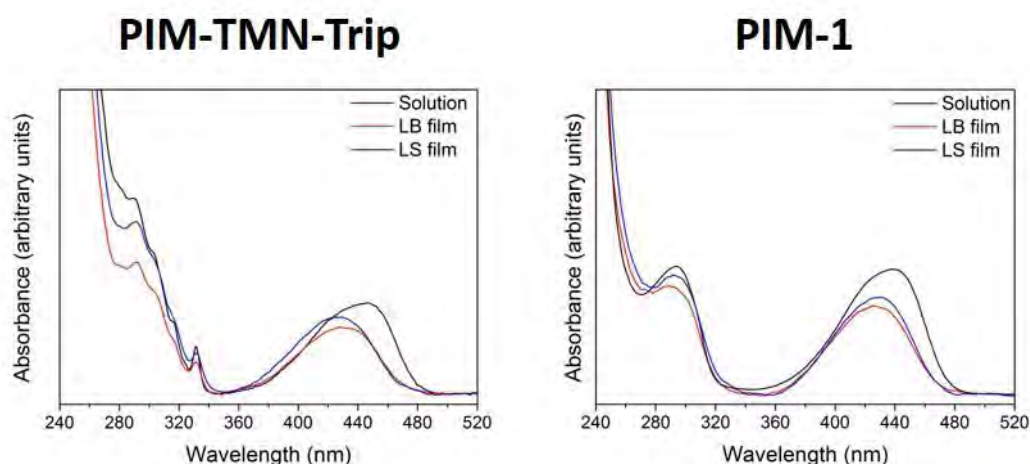 PIM-TMN-Trip
Solution
LB film
LS film
Absorbance (arbitrary units)
240 280 320 360 400 440 480 520
Wavelength (nm)
PIM-1
Solution
LB film
LS film
Absorbance (arbitrary units)
240 280 320 360 400 440 480 520
Wavelength (nm)